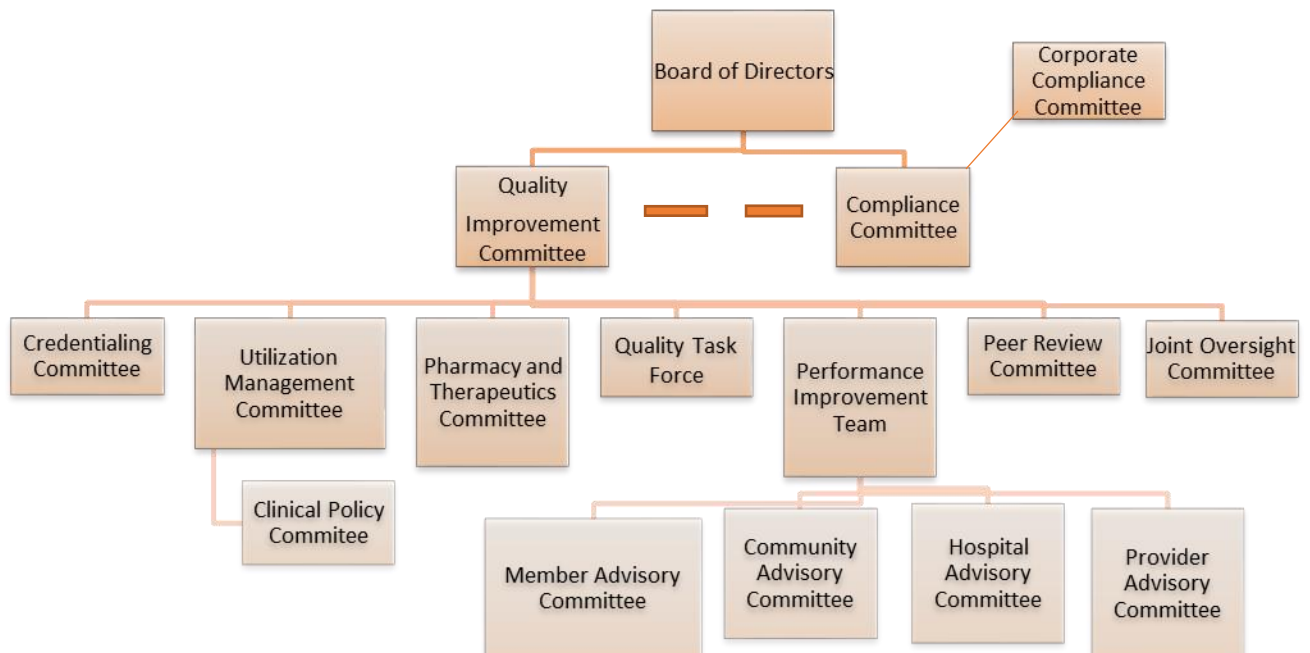 Board of Directors
Corporate
Compliance
Committee
Quality
Improvement
Committee
Compliance
Committee
Credentialing
Committee
Utilization
Management
Committee
Pharmacy and
Therapeutics
Committee
Quality Task
Force
Performance
Improvement
Team
Peer Review
Committee
Joint Oversight
Committee
Clinical Policy
Commitee
Member Advisory
Committee
Community
Advisory
Committee
Hospital
Advisory
Committee
Provider
Advisory
Committee